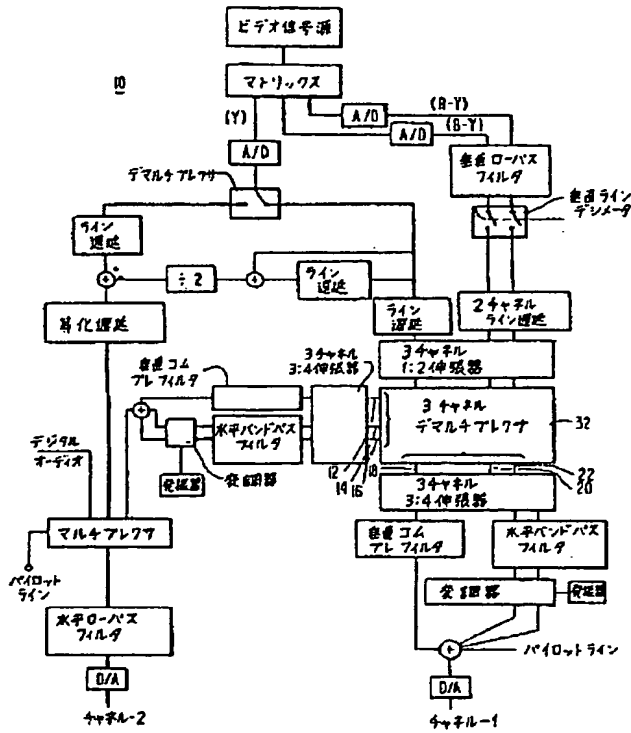 ビデオ信号源
10
マトリックス
(Y)
(R-Y)
(B-Y)
A/D
A/D
A/D
デマルチプレクサ
垂直ローパス
フィルタ
垂直ライン
デシメータ
ライン
遅延
÷2
ライン
遅延
ライン
遅延
2チャネル
ライン遅延
等化遅延
3チャネル
3:4伸張器
3チャネル
1:2伸張器
垂直コム
プレフィルタ
水平バンドパス
フィルタ
3チャネル
デマルチプレクサ
32
12
14
16
18
22
20
デジタル
オーディオ
発振器
変調器
3チャネル
3:4伸張器
マルチプレクサ
パイロット
ライン
垂直コム
プレフィルタ
水平バンドパス
フィルタ
変調器
発振器
水平ローパス
フィルタ
パイロットライン
D/A
D/A
チャネル-2
チャネル-1